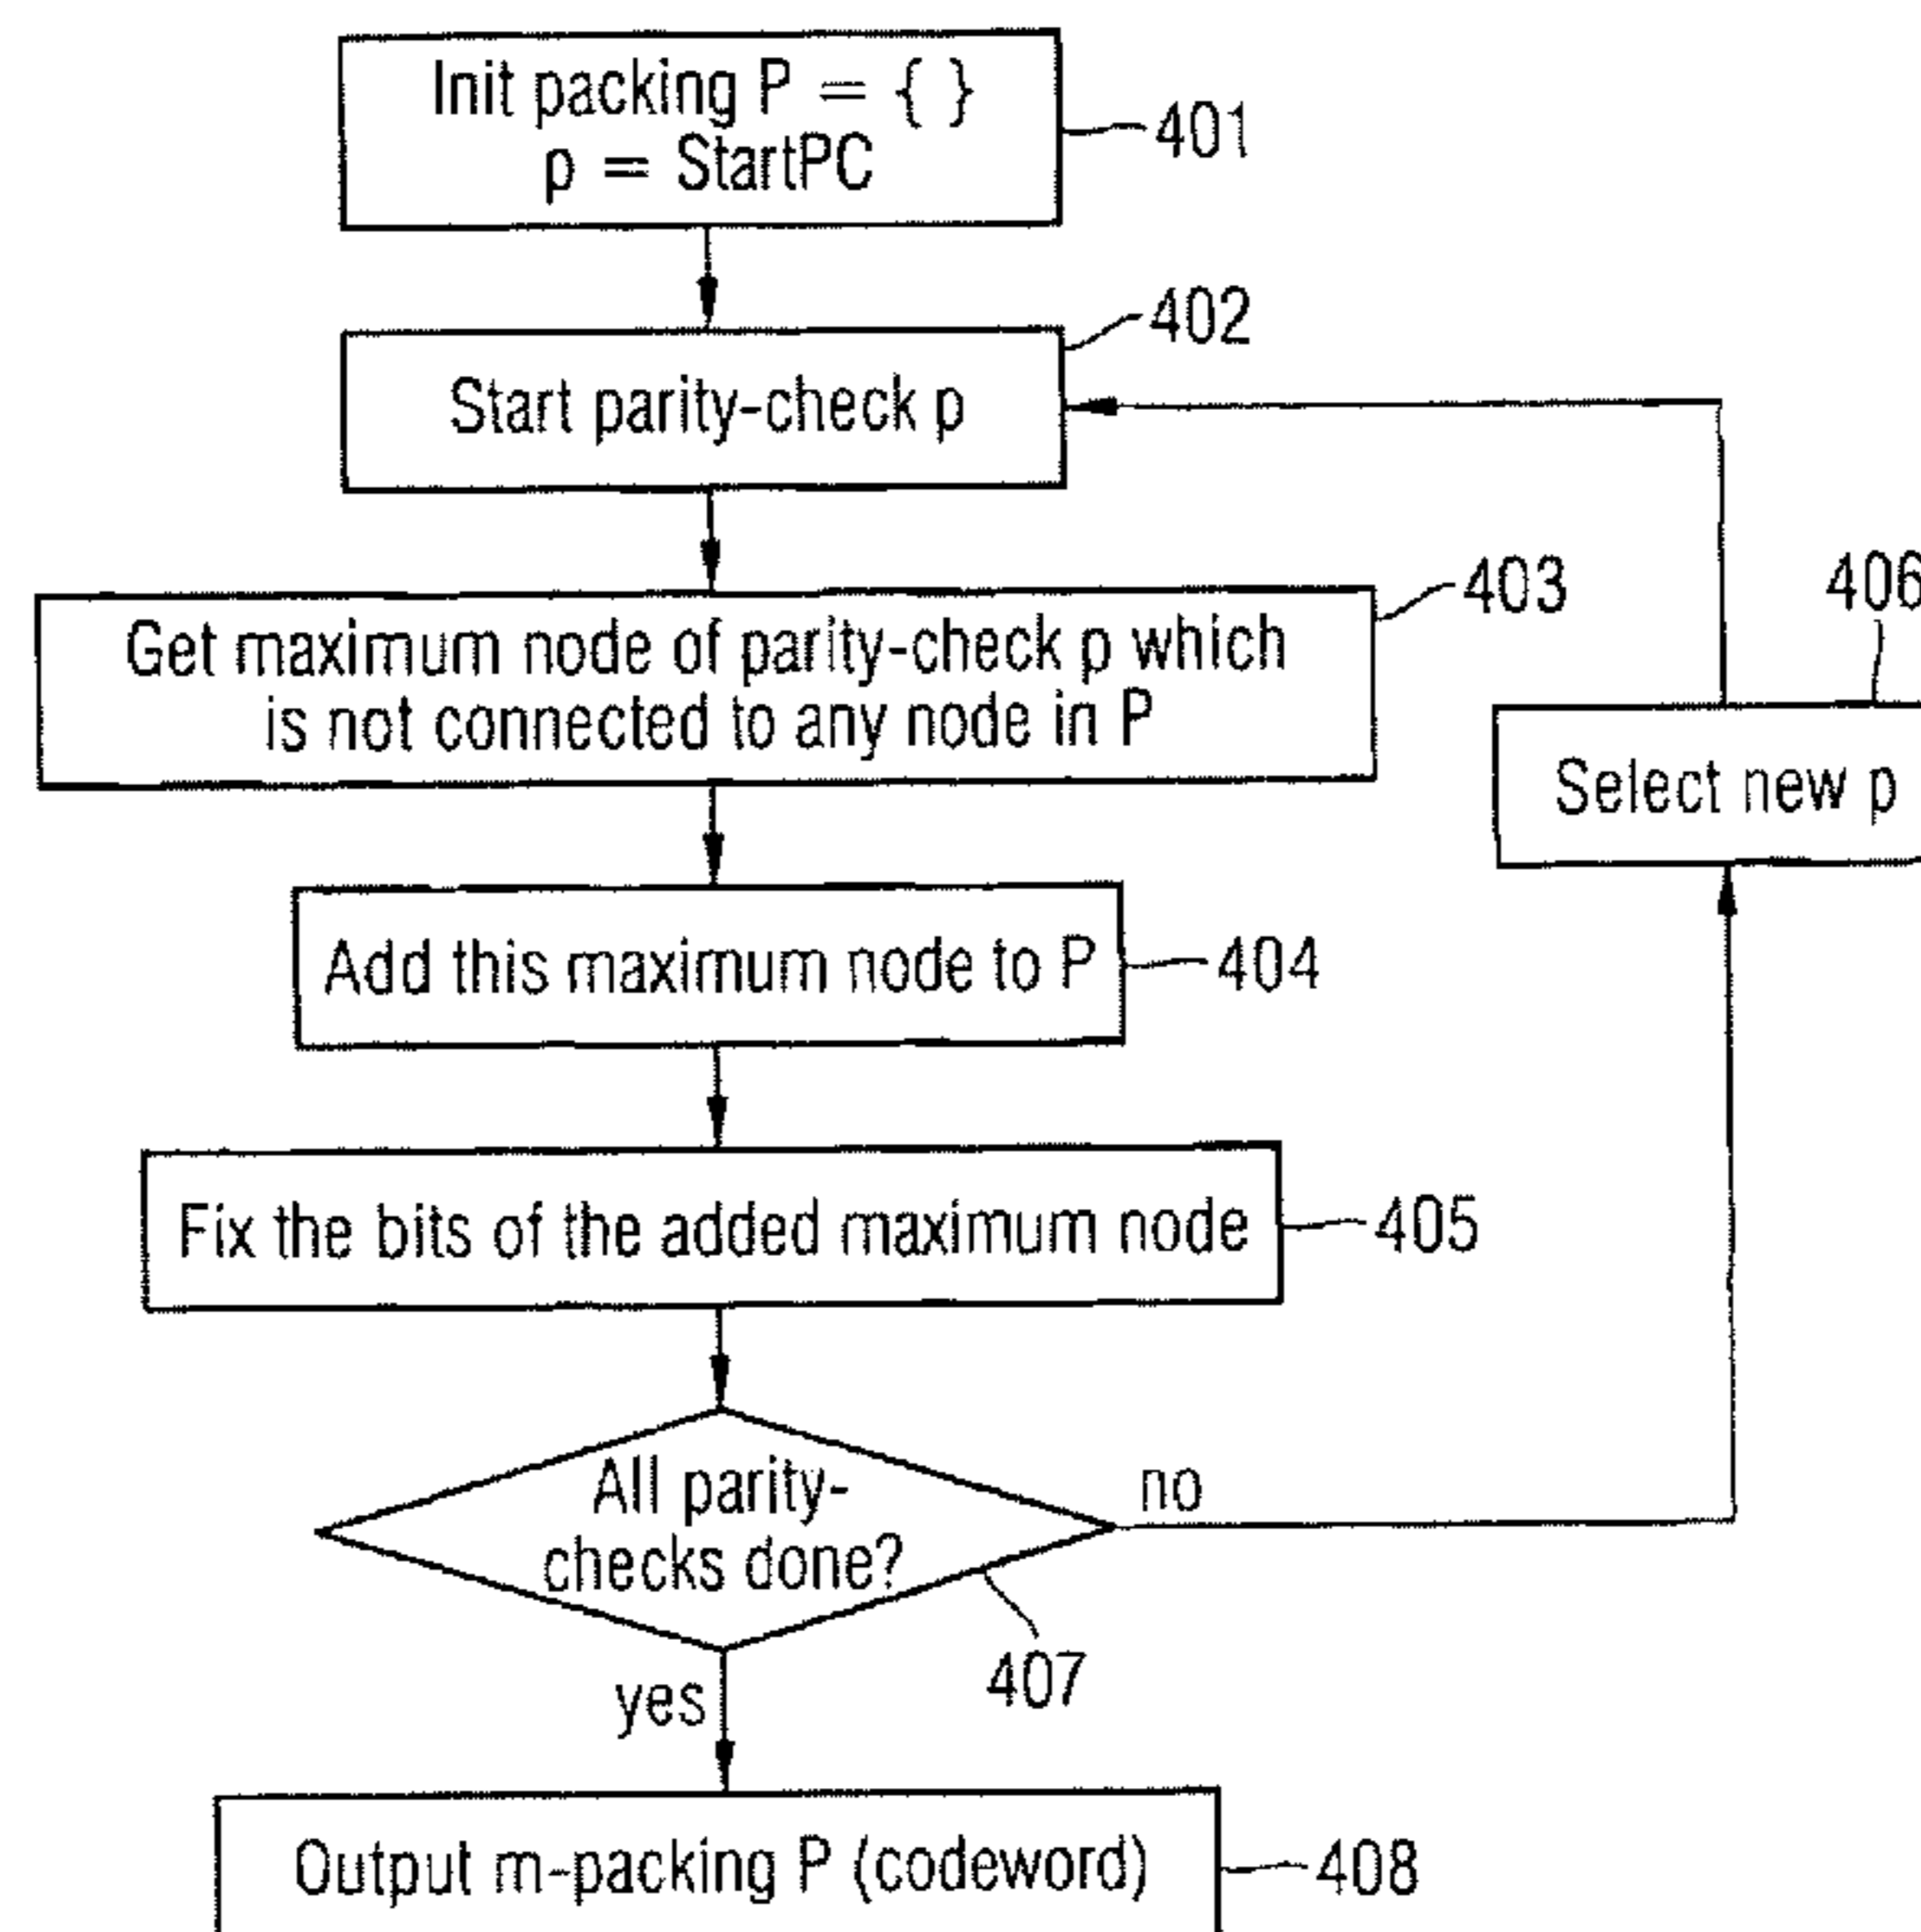 Init packing P = { }
p = StartPC
401
402
Start parity-check p
403
Get maximum node of parity-check p which
is not connected to any node in P
406
Select new p
Add this maximum node to P
404
Fix the bits of the added maximum node
405
All parity-
checks done?
no
407
yes
Output m-packing P (codeword)
408